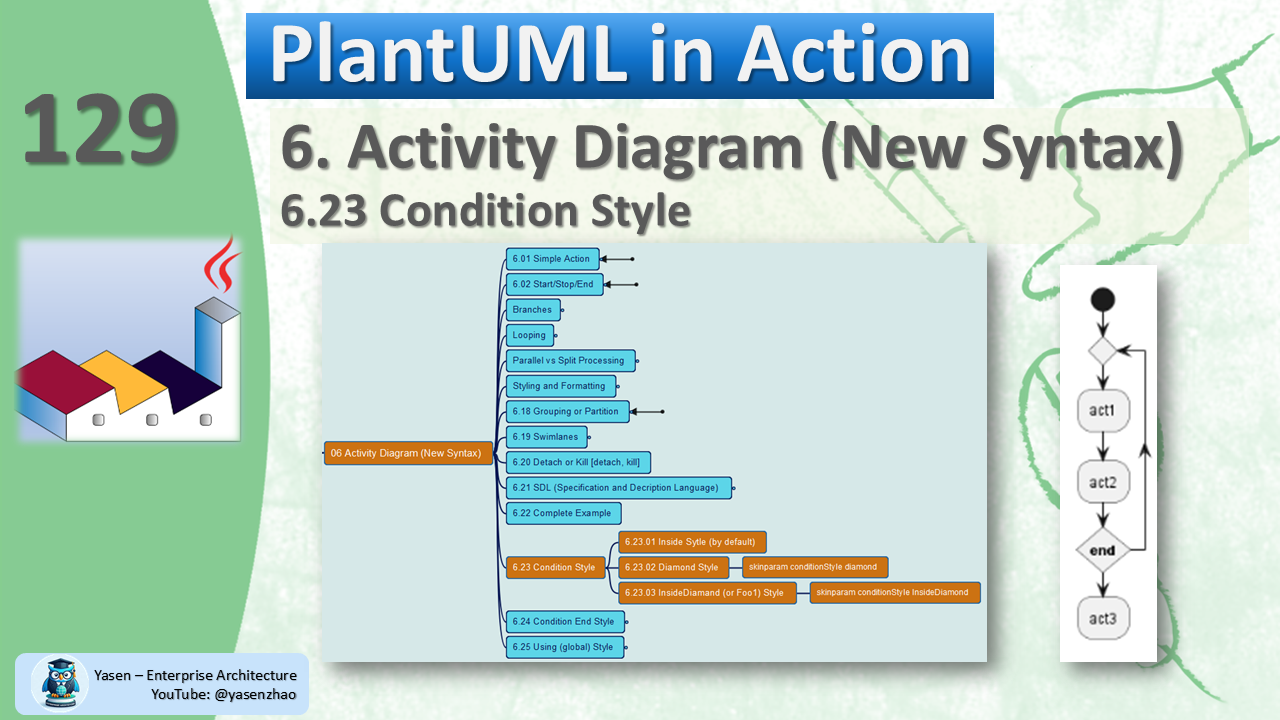 PlantUML in Action
129
6. Activity Diagram (New Syntax)
6.23 Condition Style
06 Activity Diagram (New Syntax)
6.01 Simple Action
6.02 Start/Stop/End
Branches
Looping
Parallel vs Split Processing
Styling and Formatting
6.18 Grouping or Partition
6.19 Swimlanes
6.20 Detach or Kill [detach, kill]
6.21 SDL (Specification and Decription Language)
6.22 Complete Example
6.23 Condition Style
6.23.01 Inside Sytle (by default)
6.23.02 Diamond Style
skinparam conditionStyle diamond
6.23.03 InsideDiamand (or Foo1) Style
skinparam conditionStyle InsideDiamond
6.24 Condition End Style
6.25 Using (global) Style
act1
act2
end
act3
Yasen – Enterprise Architecture
YouTube: @yasenzhao